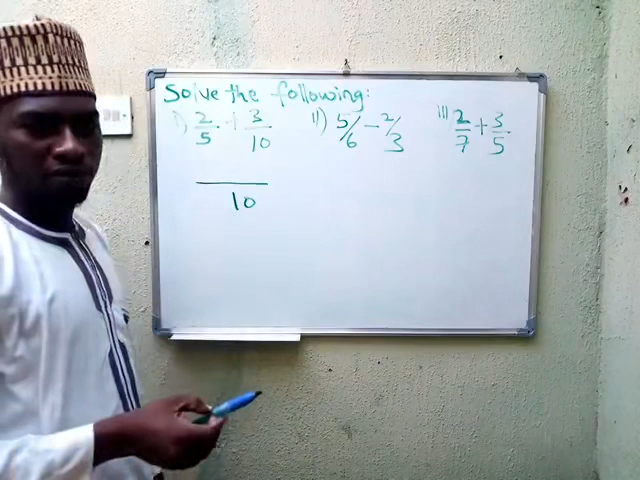 Solve the following:
i) 2/5 + 3/10 ii) 5/6 - 2/3 iii) 2/7 + 3/5
10